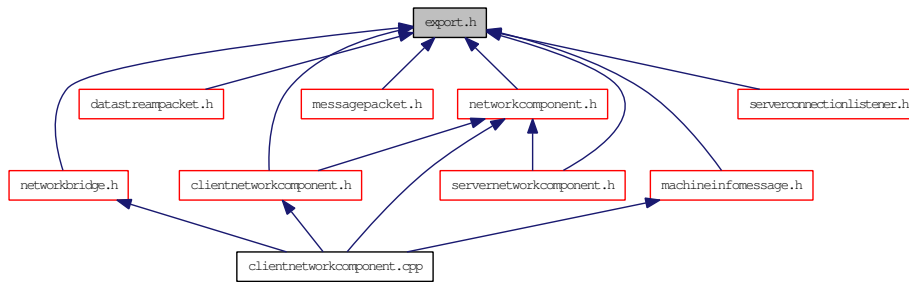 export.h
datastreampacket.h
messagepacket.h
networkcomponent.h
serverconnectionlistener.h
networkbridge.h
clientnetworkcomponent.h
servernetworkcomponent.h
machineinfomessage.h
clientnetworkcomponent.cpp